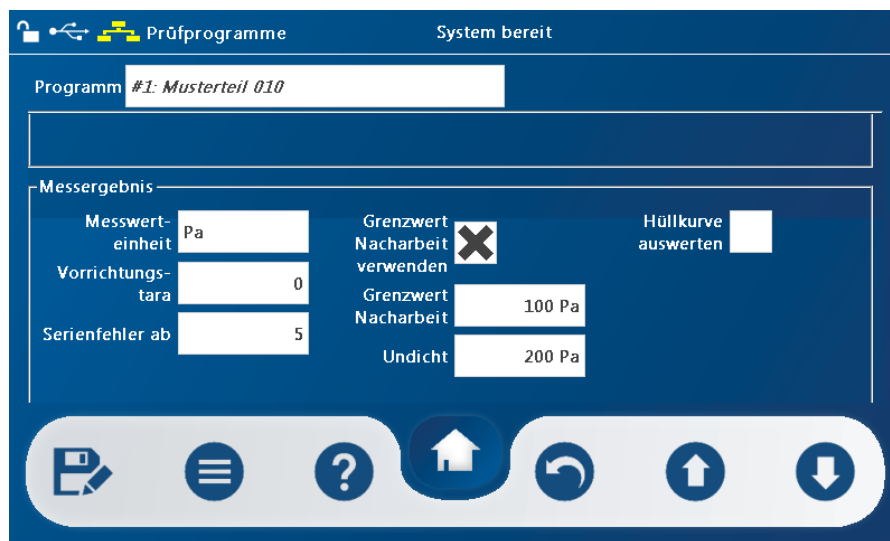 Prüfprogramme
System bereit
Programm
#1: Musterteil 010
Messergebnis
Messwert-
einheit
Pa
Vorrichtungs-
tara
0
Serienfehler ab
5
Grenzwert
Nacharbeit
verwenden
Grenzwert
Nacharbeit
100 Pa
Undicht
200 Pa
Hüllkurve
auswerten
?